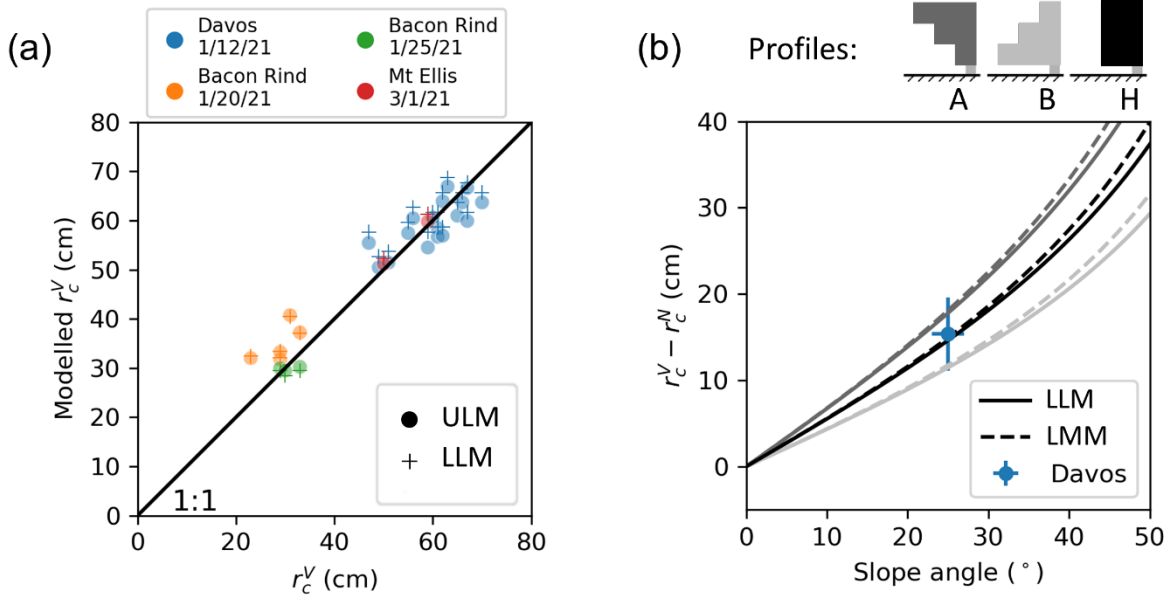 (a)
Davos
1/12/21
Bacon Rind
1/20/21
Bacon Rind
1/25/21
Mt Ellis
3/1/21
Modelled r_c^V (cm)
80
70
60
50
40
30
20
10
0
1:1
ULM
LLM
0 20 40 60 80
r_c^V (cm)
(b)
Profiles:
A B H
r_c^V − r_c^N (cm)
40
30
20
10
0
LLM
LMM
Davos
0 10 20 30 40 50
Slope angle (°)